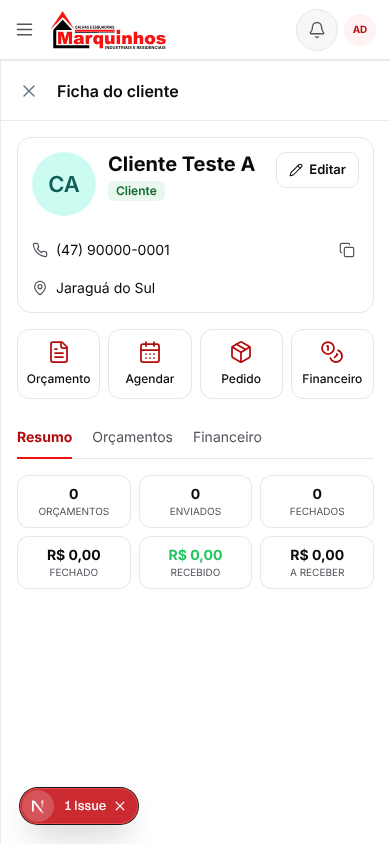 CALHAS E ESQUADRIAS
Marquinhos
INDUSTRIAIS E RESIDENCIAIS
AD
Ficha do cliente
CA
Cliente Teste A
Cliente
Editar
(47) 90000-0001
Jaraguá do Sul
Orçamento
Agendar
Pedido
Financeiro
Resumo
Orçamentos
Financeiro
0
ORÇAMENTOS
0
ENVIADOS
0
FECHADOS
R$ 0,00
FECHADO
R$ 0,00
RECEBIDO
R$ 0,00
A RECEBER
N
1 Issue